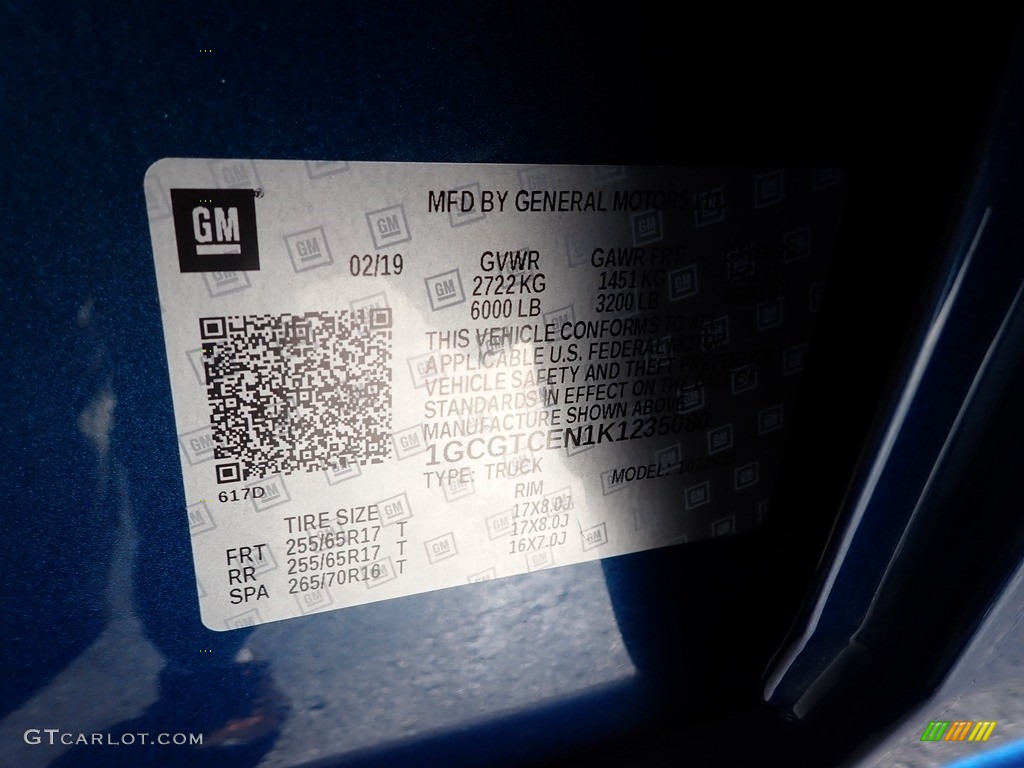 GM
MFD BY GENERAL MOTORS LLC
02/19
GVWR GAWR FRT
2722 KG 1451 KG
6000 LB 3200 LB
THIS VEHICLE CONFORMS TO ALL
APPLICABLE U.S. FEDERAL MOTOR
VEHICLE SAFETY AND THEFT
STANDARDS IN EFFECT ON THE
MANUFACTURE SHOWN ABOVE
1GCGTCEN1K1235080
TYPE: TRUCK MODEL:
617D
TIRE SIZE RIM
FRT 255/65R17 T 17X8.0J
RR 255/65R17 T 17X8.0J
SPA 265/70R16 T 16X7.0J
GTCARLOT.COM